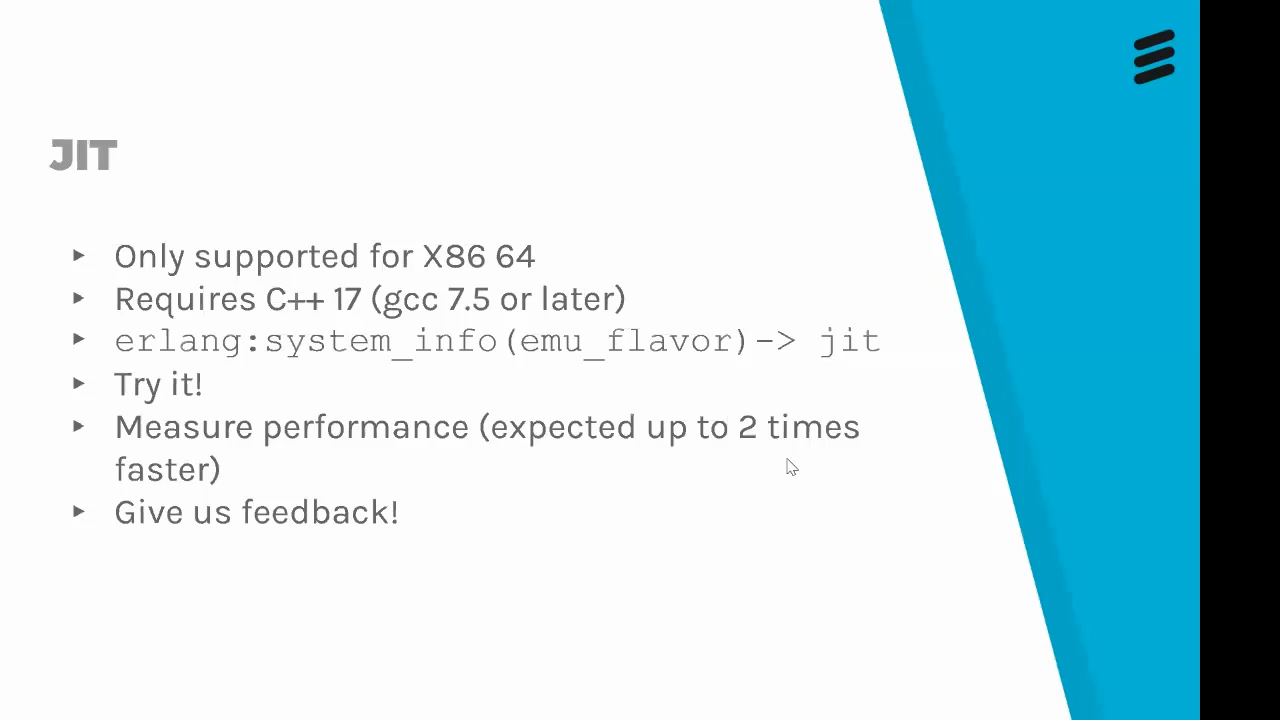 JIT
Only supported for X86 64
Requires C++ 17 (gcc 7.5 or later)
erlang:system_info(emu_flavor)-> jit
Try it!
Measure performance (expected up to 2 times
faster)
Give us feedback!